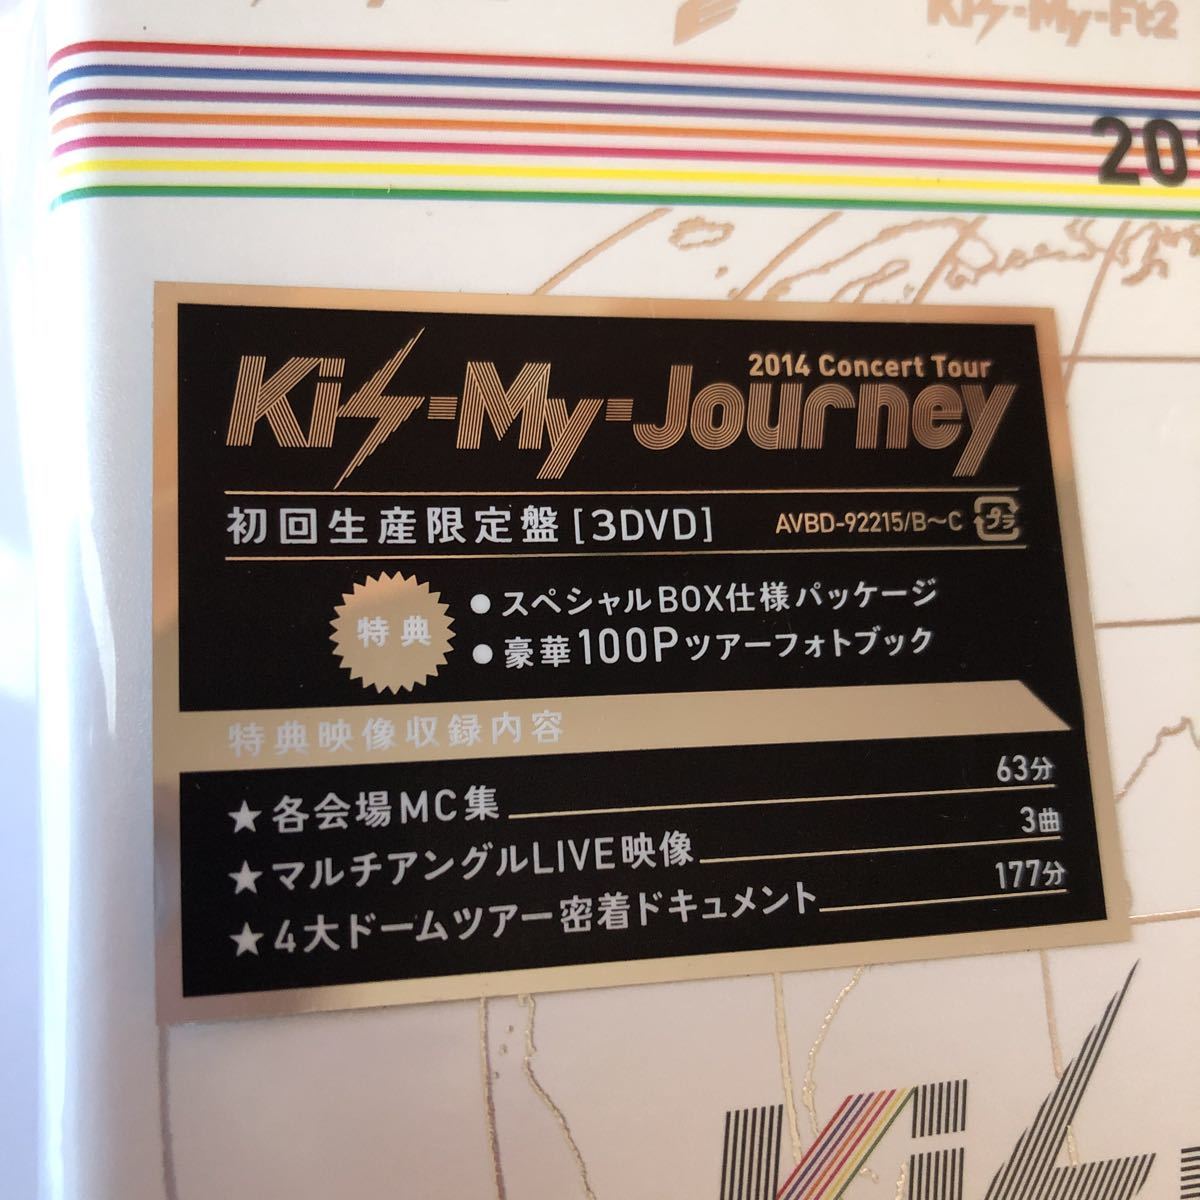 Kis-My-Ft2
2014 Concert Tour
Kis-My-Journey
初回生産限定盤[3DVD] AVBD-92215/B〜C プラ
特典
●スペシャルBOX仕様パッケージ
●豪華100Pツアーフォトブック
特典映像収録内容
★各会場MC集 63分
★マルチアングルLIVE映像 3曲
★4大ドームツアー密着ドキュメント 177分
Kis